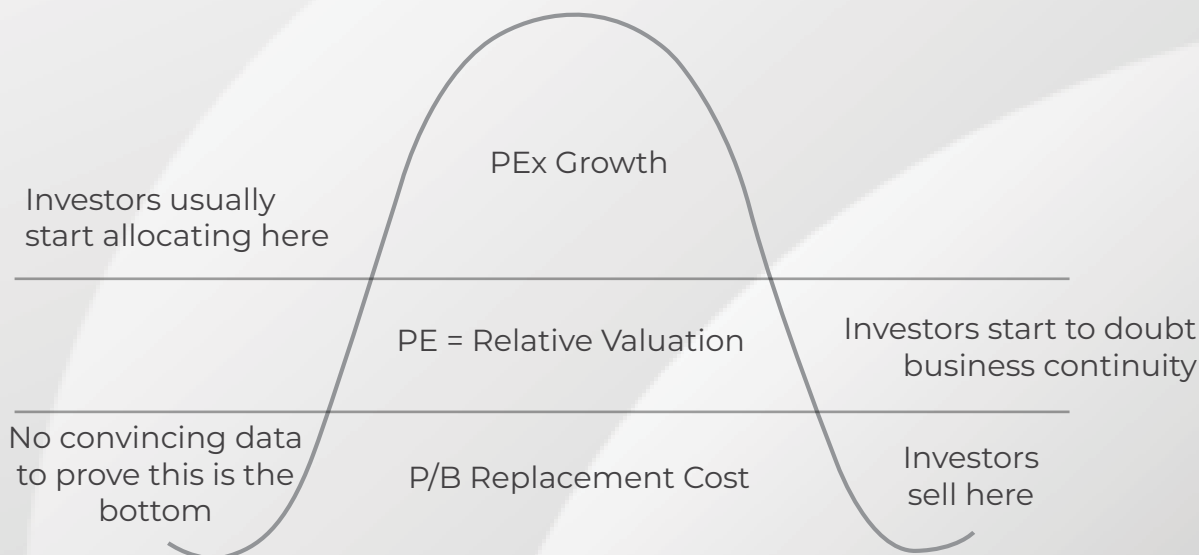 PEx Growth
Investors usually
start allocating here
PE = Relative Valuation
Investors start to doubt
business continuity
No convincing data
to prove this is the
bottom
P/B Replacement Cost
Investors
sell here